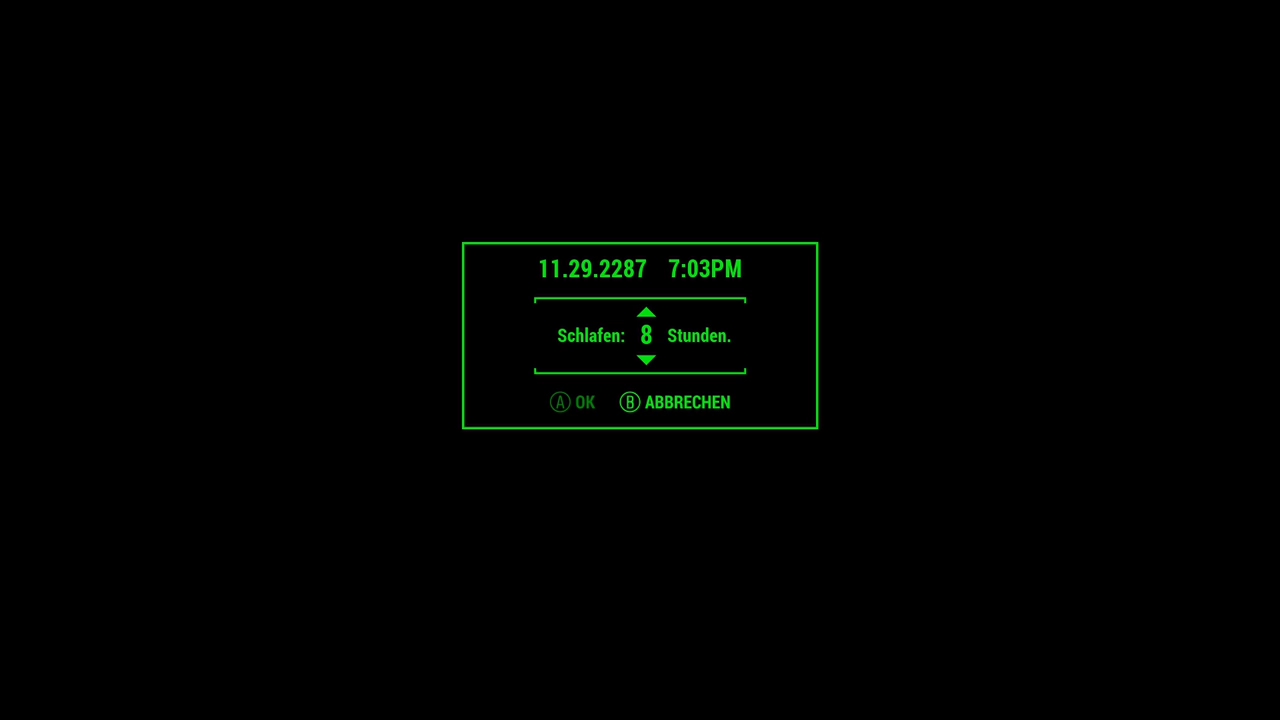 11.29.2287 7:03PM
Schlafen: 8 Stunden.
Ⓐ OK Ⓑ ABBRECHEN